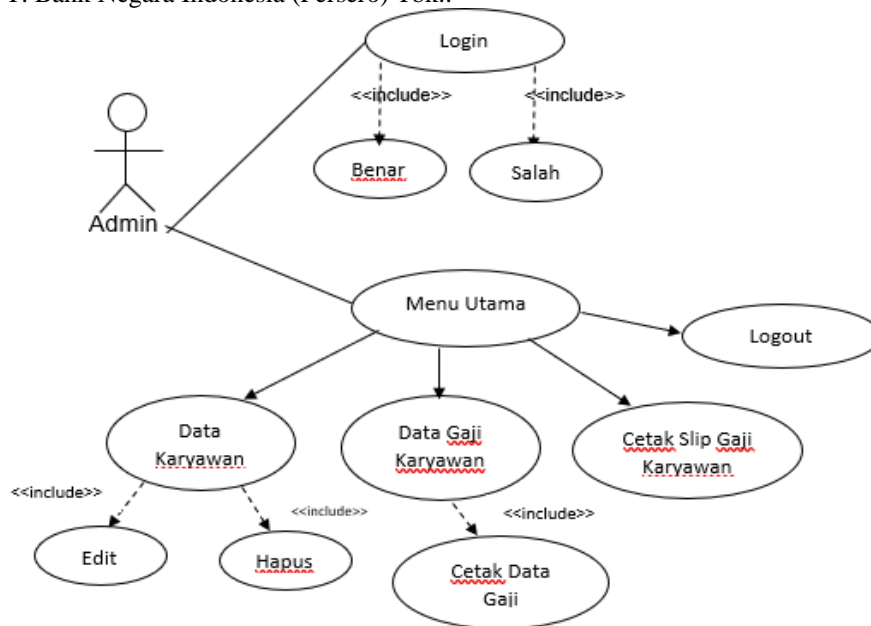 T. Bank Negara Indonesia (Persero) Tbk..
Login
<<include>>
<<include>>
Benar
Salah
Admin
Menu Utama
Logout
Data
Karyawan
Data Gaji
Karyawan
Cetak Slip Gaji
Karyawan
<<include>>
<<include>>
<<include>>
Edit
Hapus
Cetak Data
Gaji